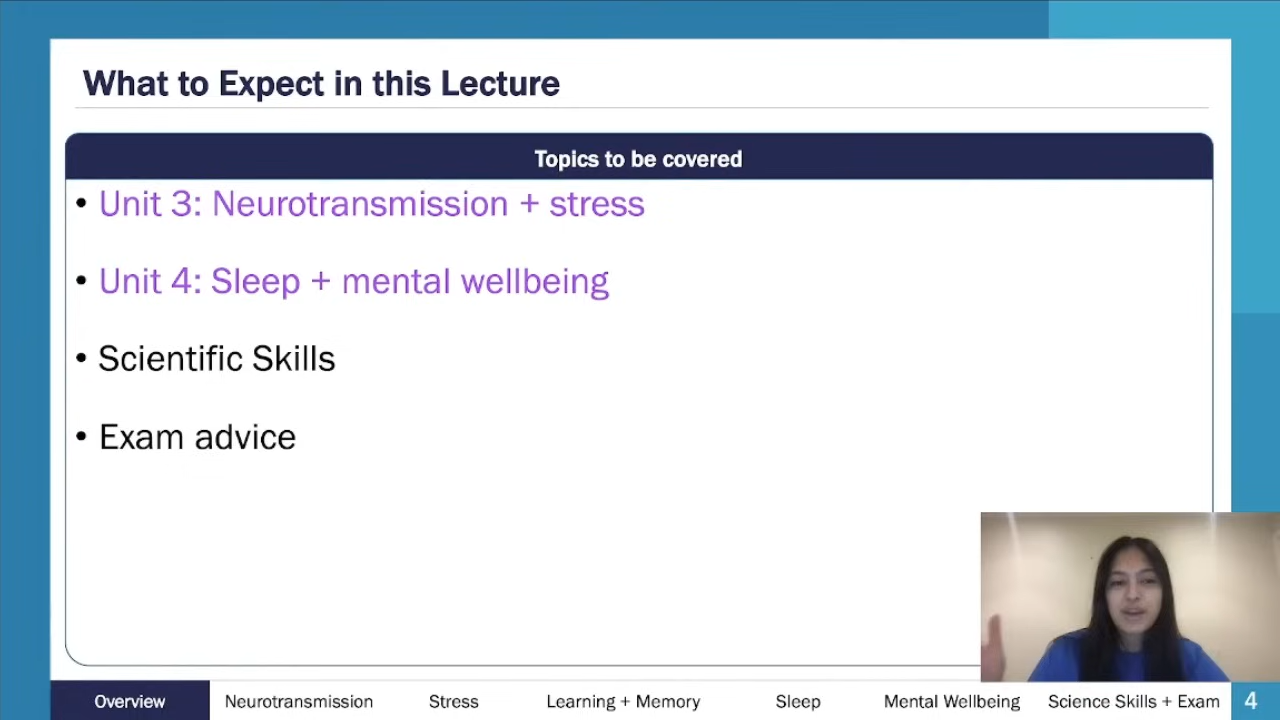 What to Expect in this Lecture
Topics to be covered
• Unit 3: Neurotransmission + stress
• Unit 4: Sleep + mental wellbeing
• Scientific Skills
• Exam advice
Overview Neurotransmission Stress Learning + Memory Sleep Mental Wellbeing Science Skills + Exam 4